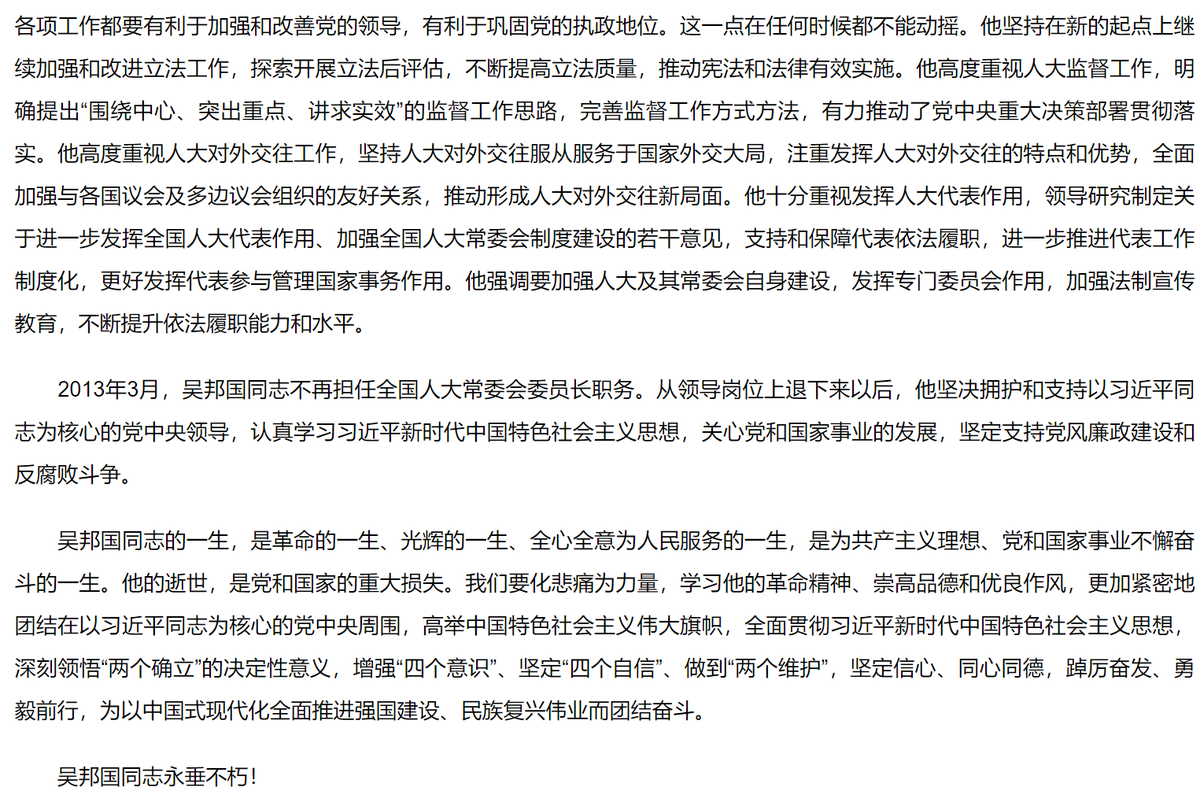 各项工作都要有利于加强和改善党的领导，有利于巩固党的执政地位。这一点在任何时候都不能动摇。他坚持在新的起点上继
续加强和改进立法工作，探索开展立法后评估，不断提高立法质量，推动宪法和法律有效实施。他高度重视人大监督工作，明
确提出“围绕中心、突出重点、讲求实效”的监督工作思路，完善监督工作方式方法，有力推动了党中央重大决策部署贯彻落
实。他高度重视人大对外交往工作，坚持人大对外交往服从服务于国家外交大局，注重发挥人大对外交往的特点和优势，全面
加强与各国议会及多边议会组织的友好关系，推动形成人大对外交往新局面。他十分重视发挥人大代表作用，领导研究制定关
于进一步发挥全国人大代表作用、加强全国人大常委会制度建设的若干意见，支持和保障代表依法履职，进一步推进代表工作
制度化，更好发挥代表参与管理国家事务作用。他强调要加强人大及其常委会自身建设，发挥专门委员会作用，加强法制宣传
教育，不断提升依法履职能力和水平。
2013年3月，吴邦国同志不再担任全国人大常委会委员长职务。从领导岗位上退下来以后，他坚决拥护和支持以习近平同
志为核心的党中央领导，认真学习习近平新时代中国特色社会主义思想，关心党和国家事业的发展，坚定支持党风廉政建设和
反腐败斗争。
吴邦国同志的一生，是革命的一生、光辉的一生、全心全意为人民服务的一生，是为共产主义理想、党和国家事业不懈奋
斗的一生。他的逝世，是党和国家的重大损失。我们要化悲痛为力量，学习他的革命精神、崇高品德和优良作风，更加紧密地
团结在以习近平同志为核心的党中央周围，高举中国特色社会主义伟大旗帜，全面贯彻习近平新时代中国特色社会主义思想，
深刻领悟“两个确立”的决定性意义，增强“四个意识”、坚定“四个自信”、做到“两个维护”，坚定信心、同心同德，踔厉奋发、勇
毅前行，为以中国式现代化全面推进强国建设、民族复兴伟业而团结奋斗。
吴邦国同志永垂不朽！